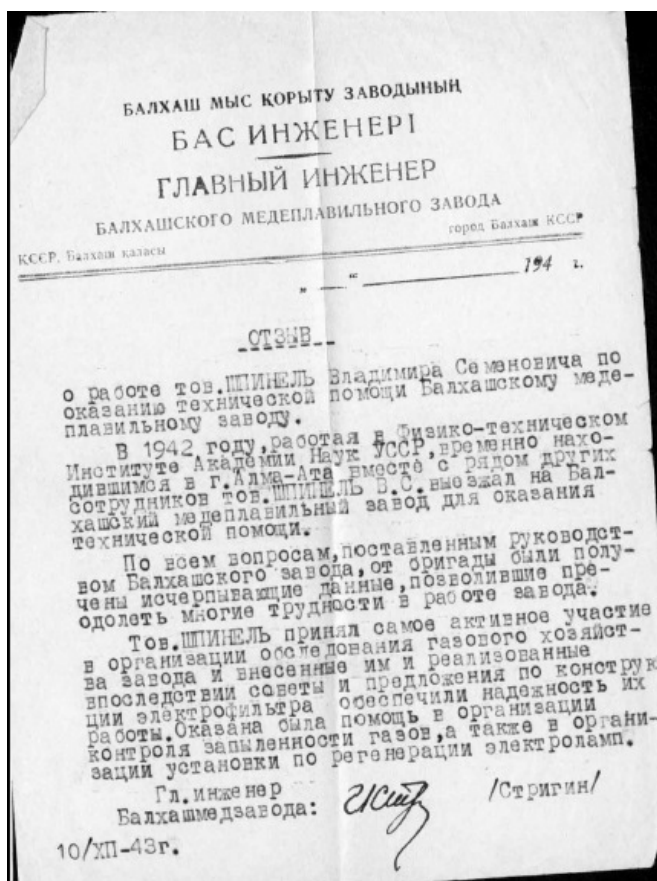 БАЛХАШ МЫС ҚОРЫТУ ЗАВОДЫНЫҢ
БАС ИНЖЕНЕРІ
ГЛАВНЫЙ ИНЖЕНЕР
БАЛХАШСКОГО МЕДЕПЛАВИЛЬНОГО ЗАВОДА
КСЄР, Балхаш қаласы
город Балхаш КССР
„ — “ 194 г.
ОТЗЫВ
о работе тов.ШПИНЕЛЬ Владимира Семеновича по
оказанию технической помощи Балхашскому меде-
плавильному заводу.
В 1942 году,работая в Физико-техническом
Институте Академии Наук УССР,временно нахо-
дившимся в г.Алма-Ата вместе с рядом других
сотрудников тов.ШПИНЕЛЬ В.С.выезжал на Бал-
хашский медеплавильный завод для оказания
технической помощи.
По всем вопросам,поставленным руководст-
вом Балхашского завода,от бригады были полу-
чены исчерпывающие данные,позволившие пре-
одолеть многие трудности в работе завода.
Тов.ШПИНЕЛЬ принял самое активное участие
в организации обследования газового хозяйст-
ва завода и внесенные им и реализованные
впоследствии советы и предложения по конструк
ции электрофильтра обеспечили надежность их
работы.Оказана была помощь в организации
контроля запыленности газов,а также в органи-
зации установки по регенерации электроламп.
Гл.инженер
Балхашмедзавода: /Стригин/
10/ХП-43г.